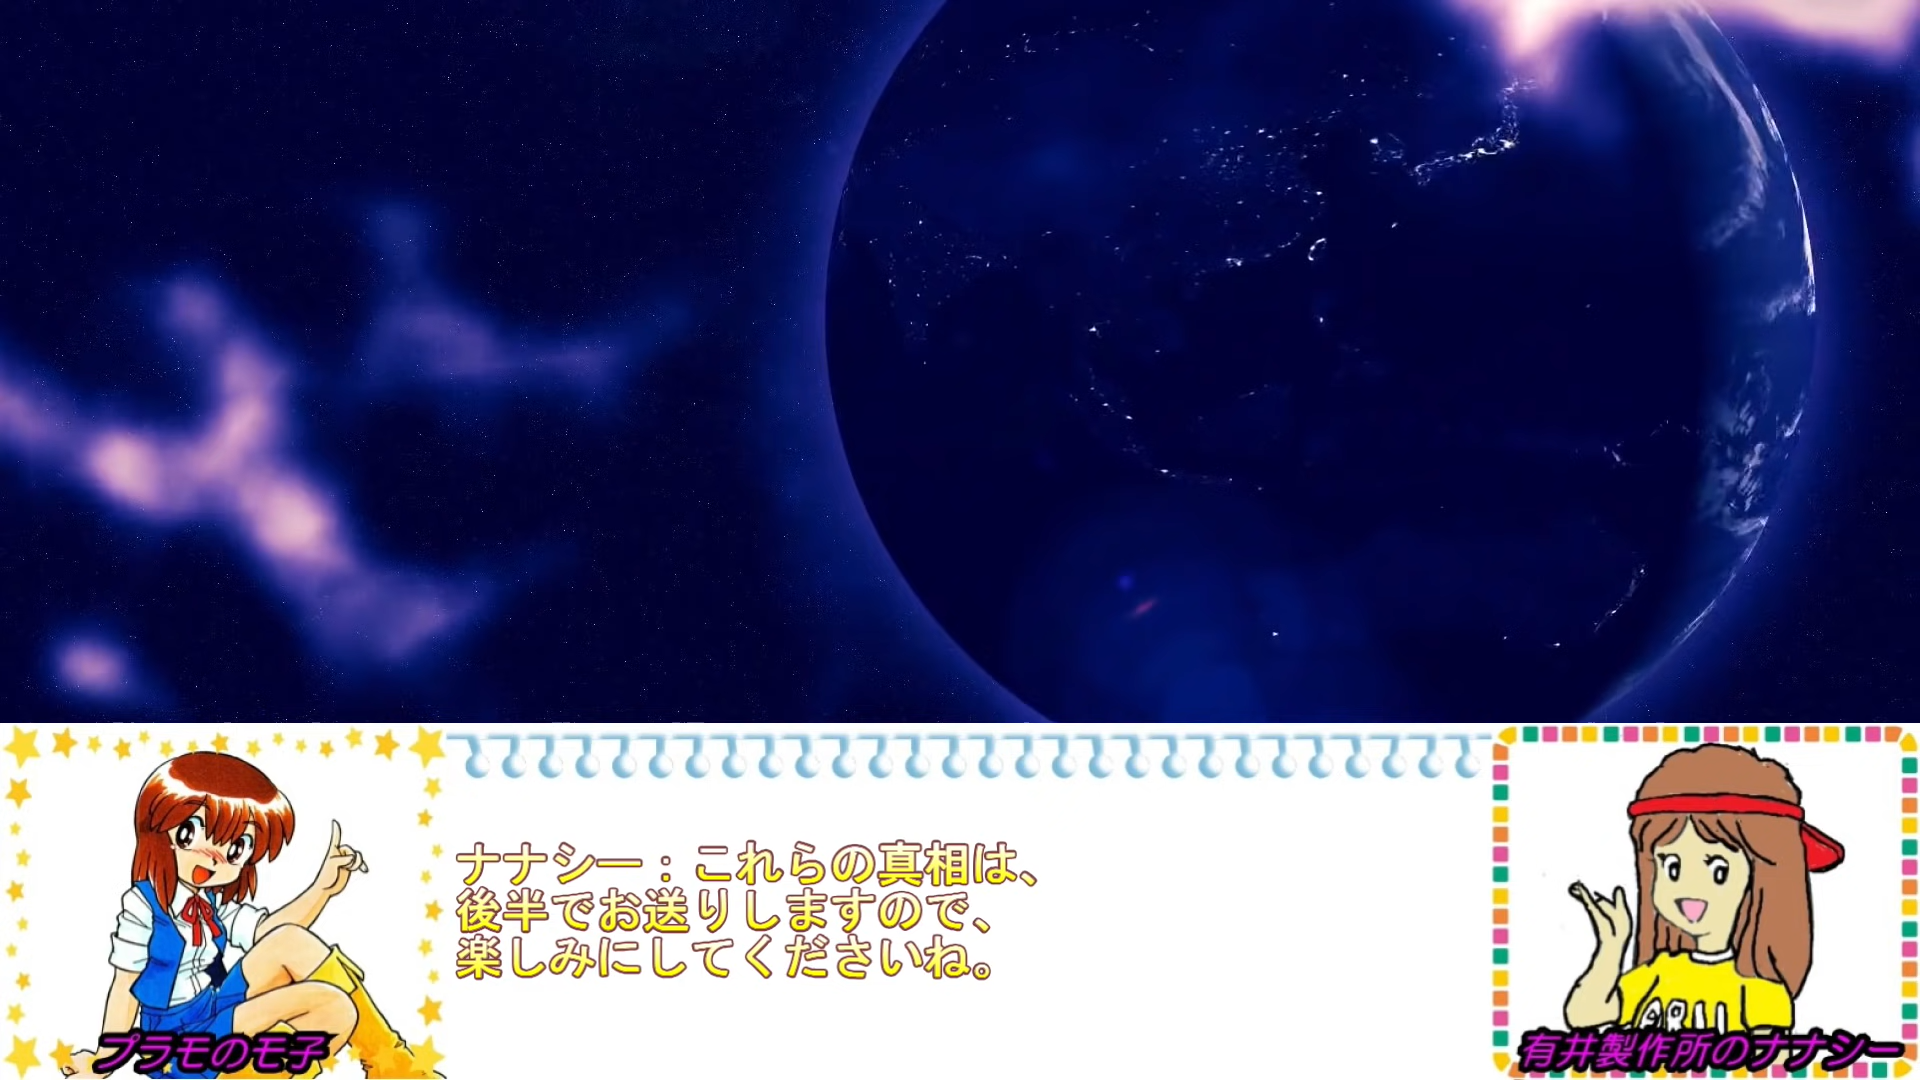 ナナシー：これらの真相は、
後半でお送りしますので、
楽しみにしてくださいね。
プラモのモ子
有井製作所のナナシー
ARII